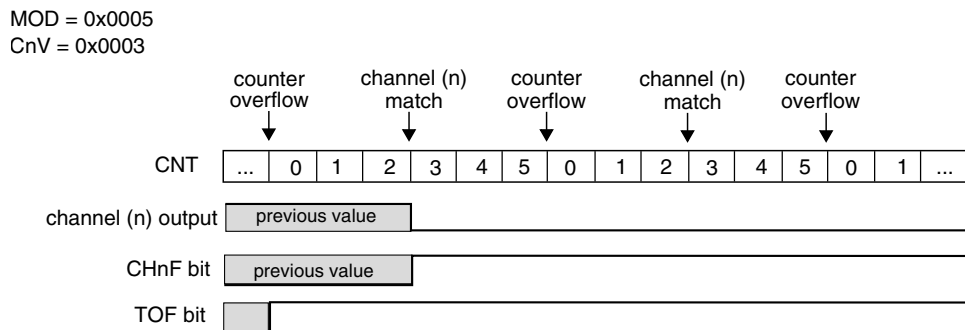 MOD = 0x0005
CnV = 0x0003
counter overflow
channel (n) match
counter overflow
channel (n) match
counter overflow
CNT ... 0 1 2 3 4 5 0 1 2 3 4 5 0 1 ...
channel (n) output previous value
CHnF bit previous value
TOF bit